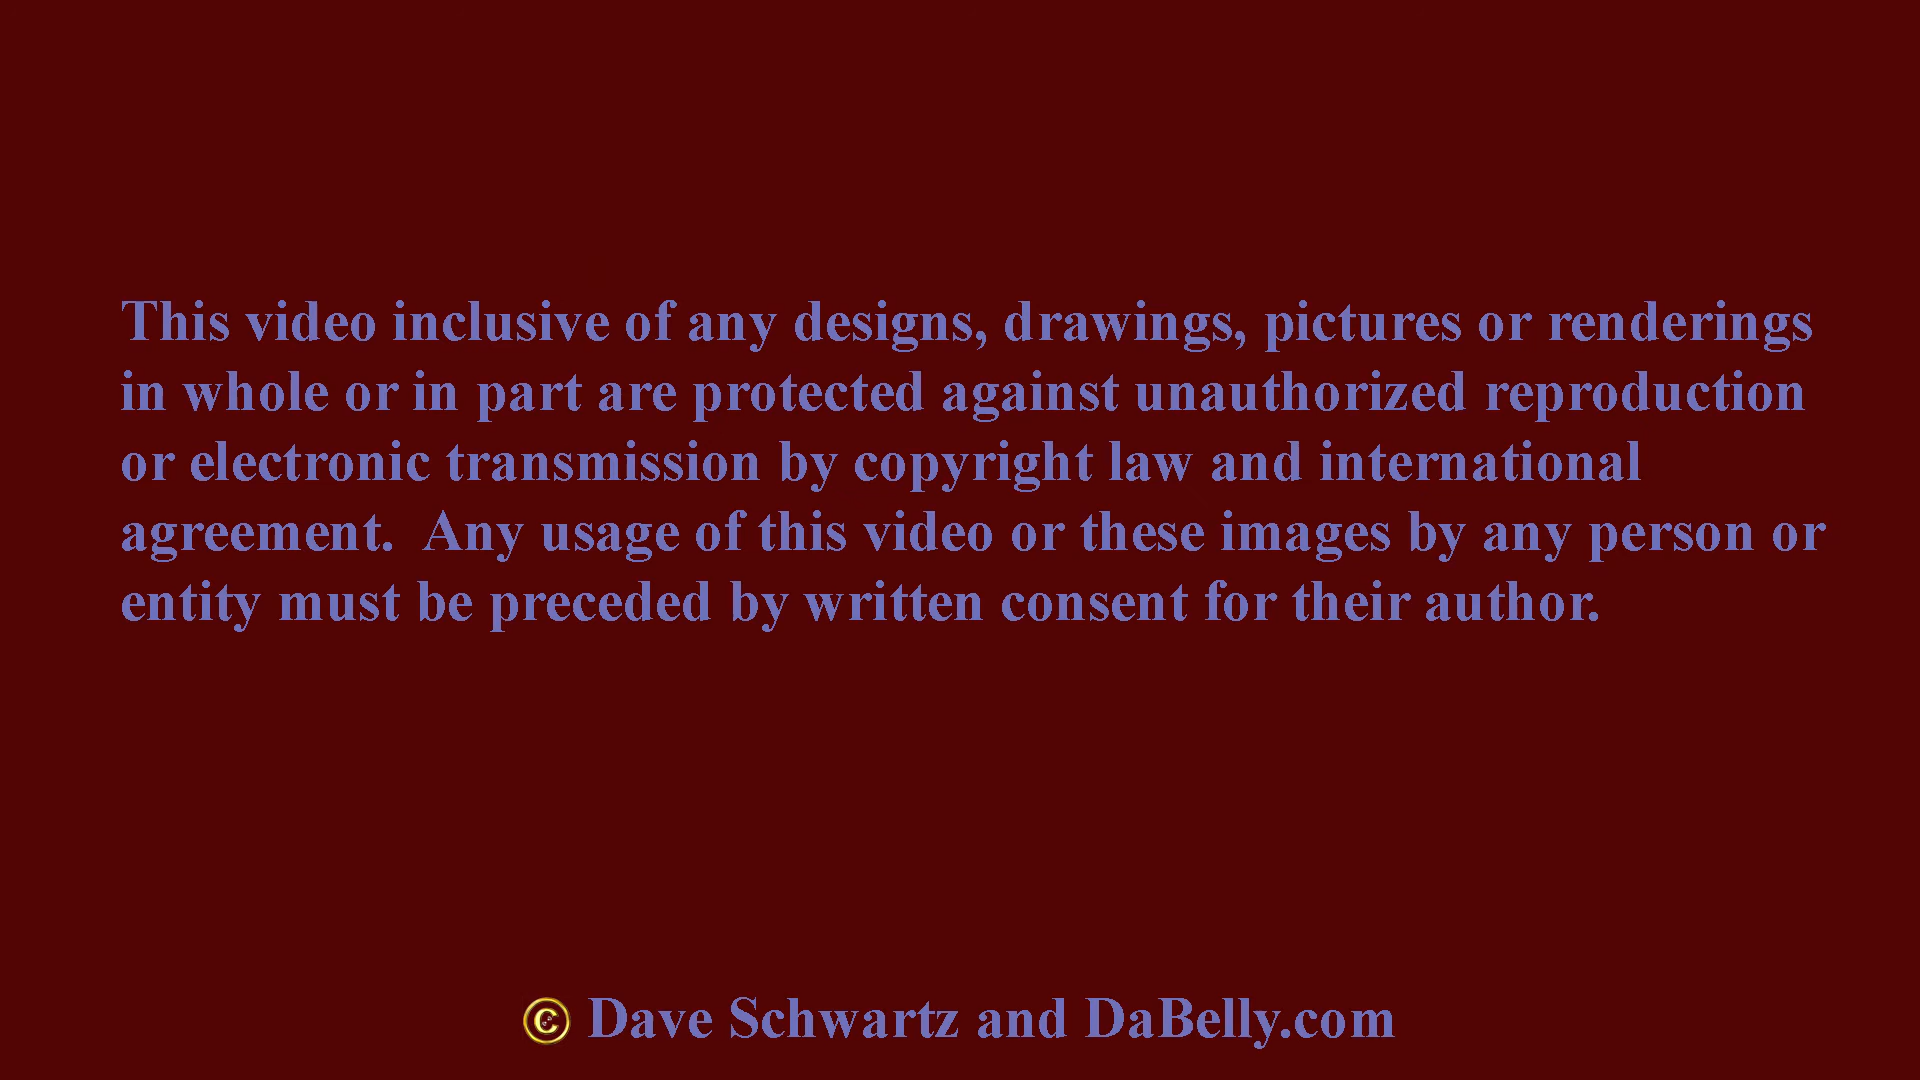 This video inclusive of any designs, drawings, pictures or renderings
in whole or in part are protected against unauthorized reproduction
or electronic transmission by copyright law and international
agreement.  Any usage of this video or these images by any person or
entity must be preceded by written consent for their author.
© Dave Schwartz and DaBelly.com